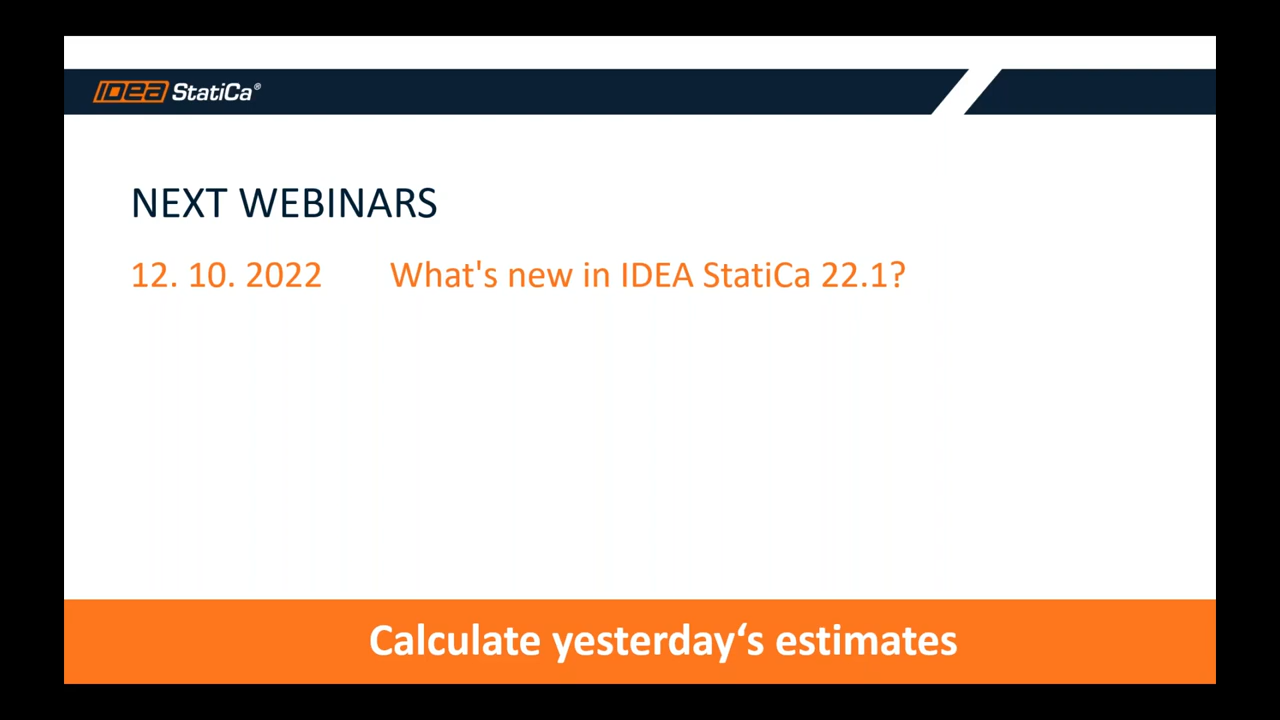 IDEA StatiCa®
NEXT WEBINARS
12. 10. 2022 What's new in IDEA StatiCa 22.1?
Calculate yesterday‘s estimates